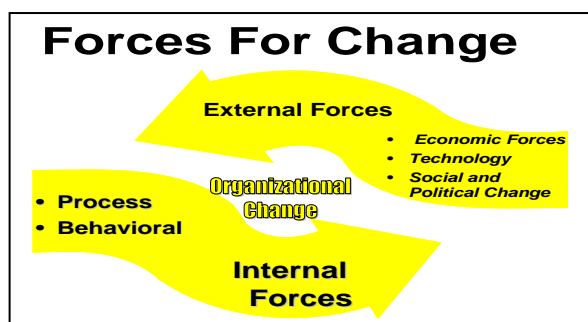 Forces For Change
External Forces
• Economic Forces
• Technology
• Social and
Political Change
Organizational
Change
• Process
• Behavioral
Internal
Forces